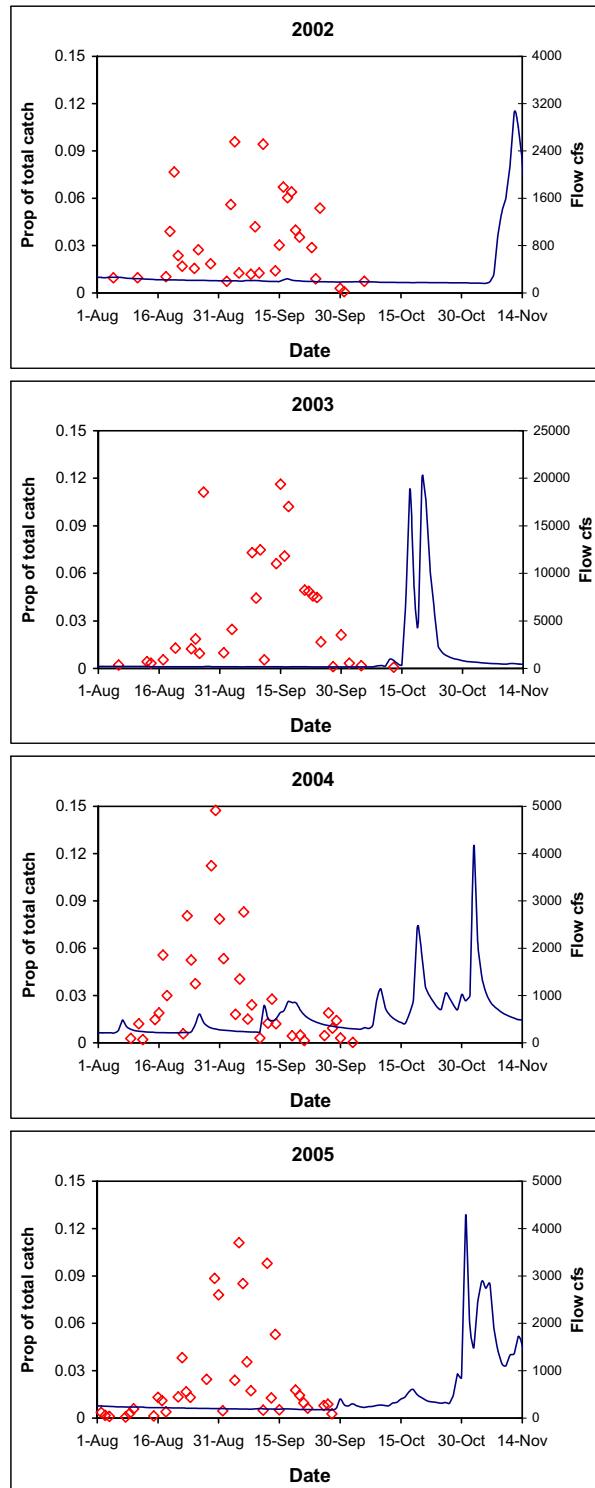 2002
0.15 4000
0.12 3200
0.09 2400
0.06 1600
0.03 800
0 0
Prop of total catch
Flow cfs
1-Aug 16-Aug 31-Aug 15-Sep 30-Sep 15-Oct 30-Oct 14-Nov
Date
2003
0.15 25000
0.12 20000
0.09 15000
0.06 10000
0.03 5000
0 0
Prop of total catch
Flow cfs
1-Aug 16-Aug 31-Aug 15-Sep 30-Sep 15-Oct 30-Oct 14-Nov
Date
2004
0.15 5000
0.12 4000
0.09 3000
0.06 2000
0.03 1000
0 0
Prop of total catch
Flow cfs
1-Aug 16-Aug 31-Aug 15-Sep 30-Sep 15-Oct 30-Oct 14-Nov
Date
2005
0.15 5000
0.12 4000
0.09 3000
0.06 2000
0.03 1000
0 0
Prop of total catch
Flow cfs
1-Aug 16-Aug 31-Aug 15-Sep 30-Sep 15-Oct 30-Oct 14-Nov
Date